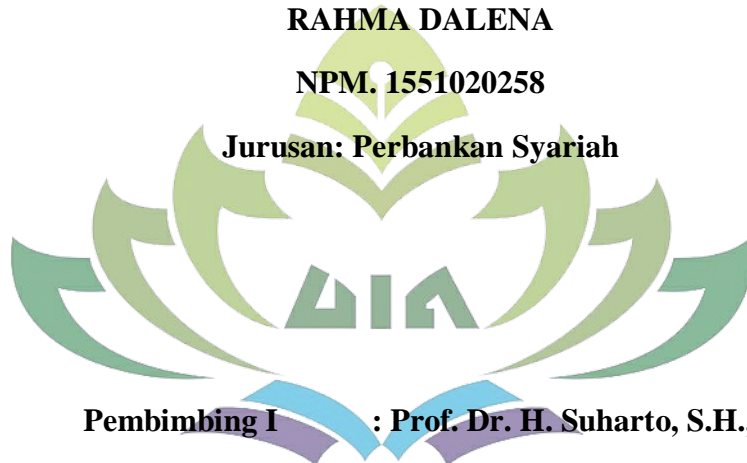 RAHMA DALENA
NPM. 1551020258
Jurusan: Perbankan Syariah
UIN
Pembimbing I : Prof. Dr. H. Suharto, S.H.,